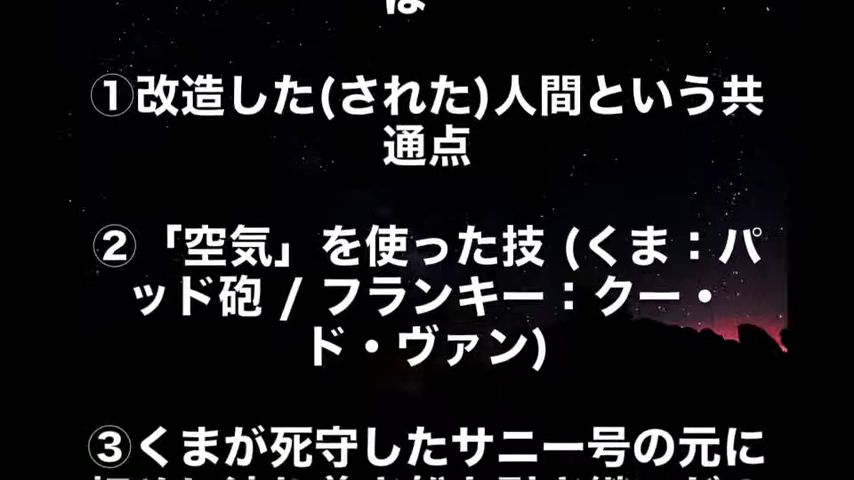 は
①改造した(された)人間という共
通点
②「空気」を使った技 (くま：パ
ッド砲 / フランキー：クー・
ド・ヴァン)
③くまが死守したサニー号の元に